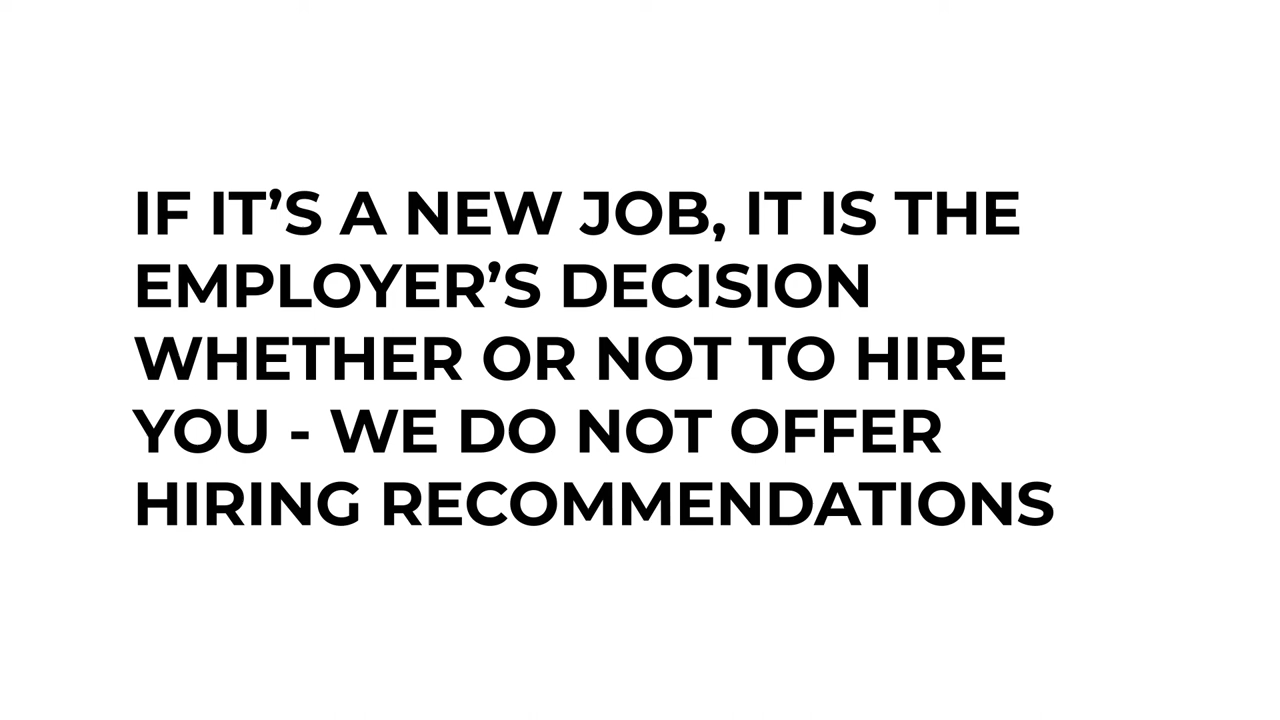 IF IT’S A NEW JOB, IT IS THE
EMPLOYER’S DECISION
WHETHER OR NOT TO HIRE
YOU - WE DO NOT OFFER
HIRING RECOMMENDATIONS